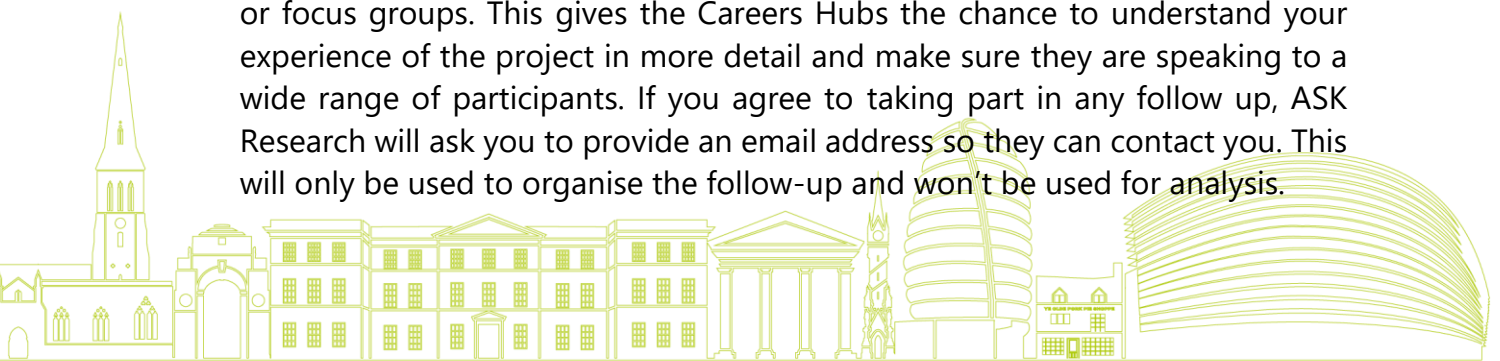 or focus groups. This gives the Careers Hubs the chance to understand your
experience of the project in more detail and make sure they are speaking to a
wide range of participants. If you agree to taking part in any follow up, ASK
Research will ask you to provide an email address so they can contact you. This
will only be used to organise the follow-up and won’t be used for analysis.